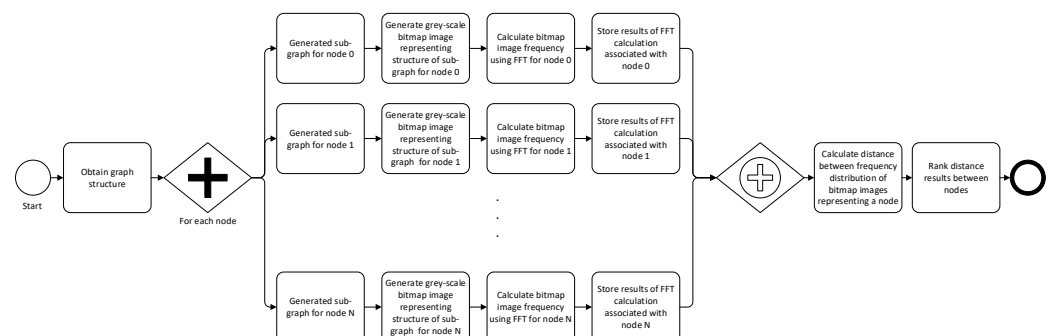 Start
Obtain graph
structure
For each node
Generated sub-
graph for node 0
Generate grey-scale
bitmap image
representing
structure of sub-
graph for node 0
Calculate bitmap
image frequency
using FFT for node 0
Store results of FFT
calculation
associated with
node 0
Generated sub-
graph for node 1
Generate grey-scale
bitmap image
representing
structure of sub-
graph for node 1
Calculate bitmap
image frequency
using FFT for node 1
Store results of FFT
calculation
associated with
node 1
.
.
.
Generated sub-
graph for node N
Generate grey-scale
bitmap image
representing
structure of sub-
graph for node N
Calculate bitmap
image frequency
using FFT for node N
Store results of FFT
calculation
associated with
node N
Calculate distance
between frequency
distribution of
bitmap images
representing a node
Rank distance
results between
nodes